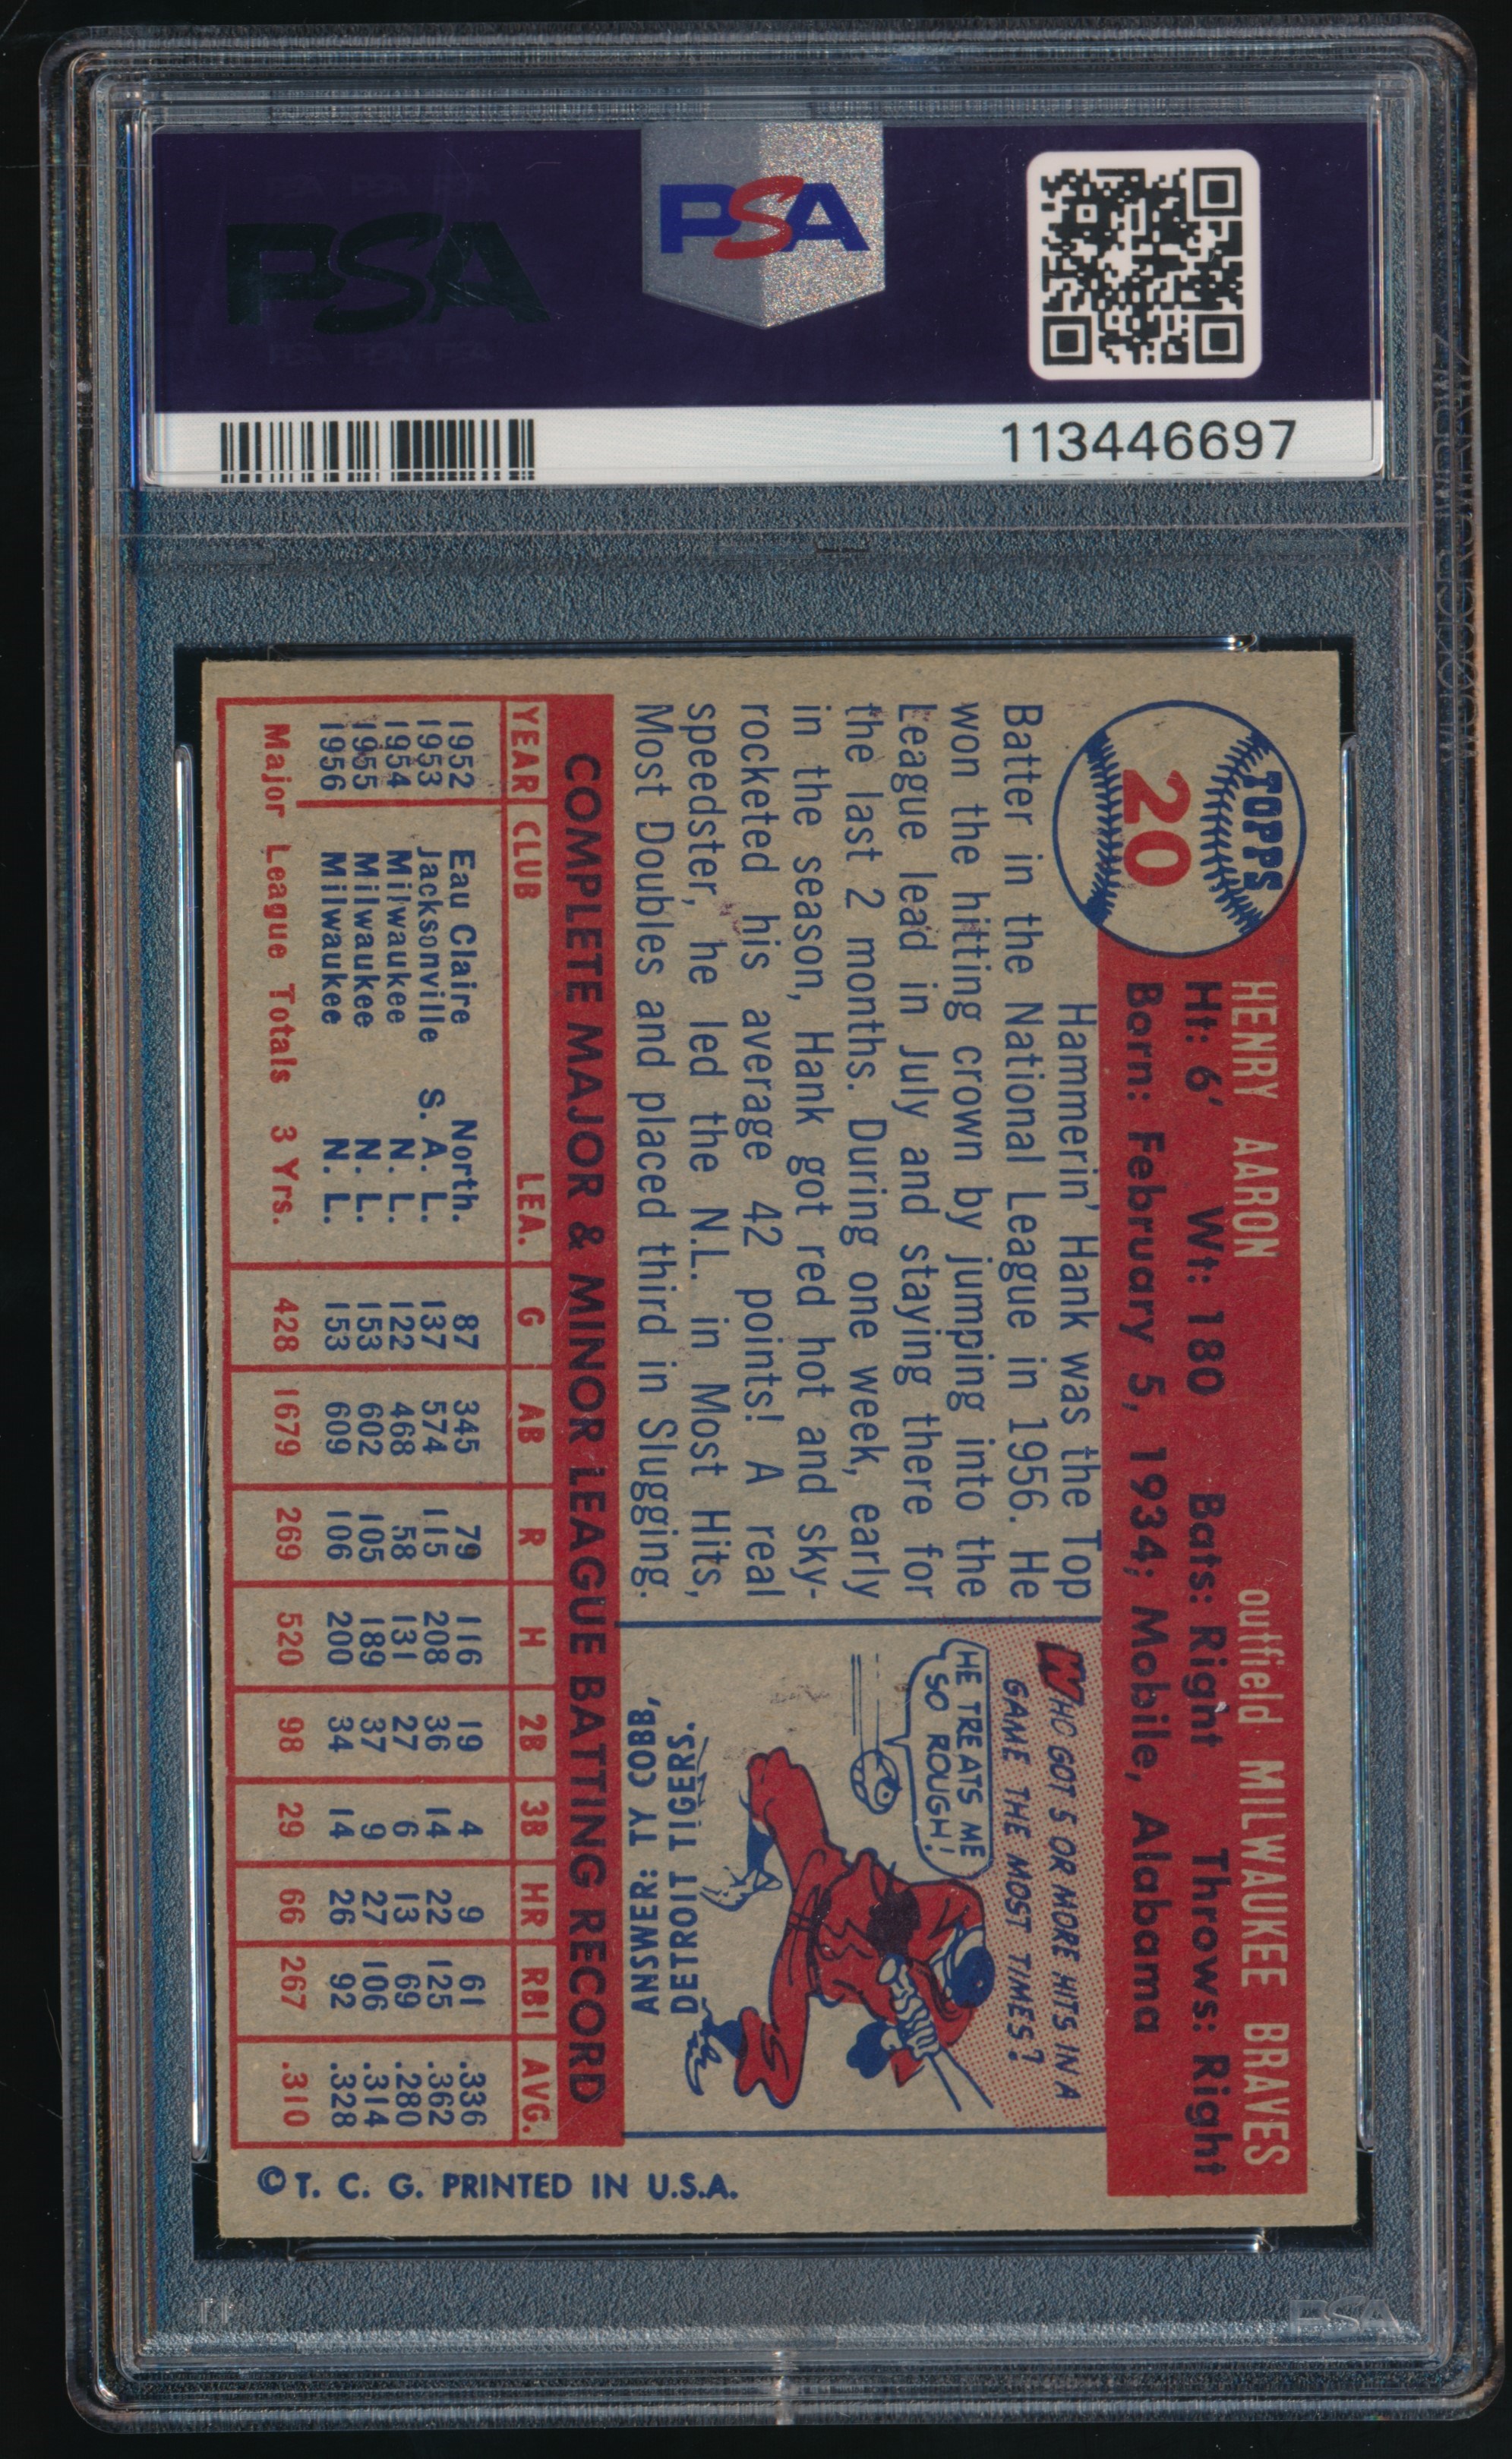 PSA
PSA
113446697
TOPPS
20
HENRY AARON outfield MILWAUKEE BRAVES
Ht: 6' Wt: 180 Bats: Right Throws: Right
Born: February 5, 1934; Mobile, Alabama
Hammerin' Hank was the Top
Batter in the National League in 1956. He
won the hitting crown by jumping into the
League lead in July and staying there for
the last 2 months. During one week, early
in the season, Hank got red hot and sky-
rocketed his average 42 points! A real
speedster, he led the N.L. in Most Hits,
Most Doubles and placed third in Slugging.
WHO GOT 5 OR MORE HITS IN A
GAME THE MOST TIMES?
HE TREATS ME
SO ROUGH!
ANSWER: TY COBB,
DETROIT TIGERS.
COMPLETE MAJOR & MINOR LEAGUE BATTING RECORD
YEAR CLUB LEA. G AB R H 2B 3B HR RBI AVG.
1952 Eau Claire North. 87 345 79 116 19 4 9 61 .336
1953 Jacksonville S. A. L. 137 574 115 208 36 14 22 125 .362
1954 Milwaukee N. L. 122 468 58 131 27 6 13 69 .280
1955 Milwaukee N. L. 153 602 105 189 37 9 27 106 .314
1956 Milwaukee N. L. 153 609 106 200 34 14 26 92 .328
Major League Totals 3 Yrs. 428 1679 269 520 98 29 66 267 .310
© T. C. G. PRINTED IN U.S.A.
PSA